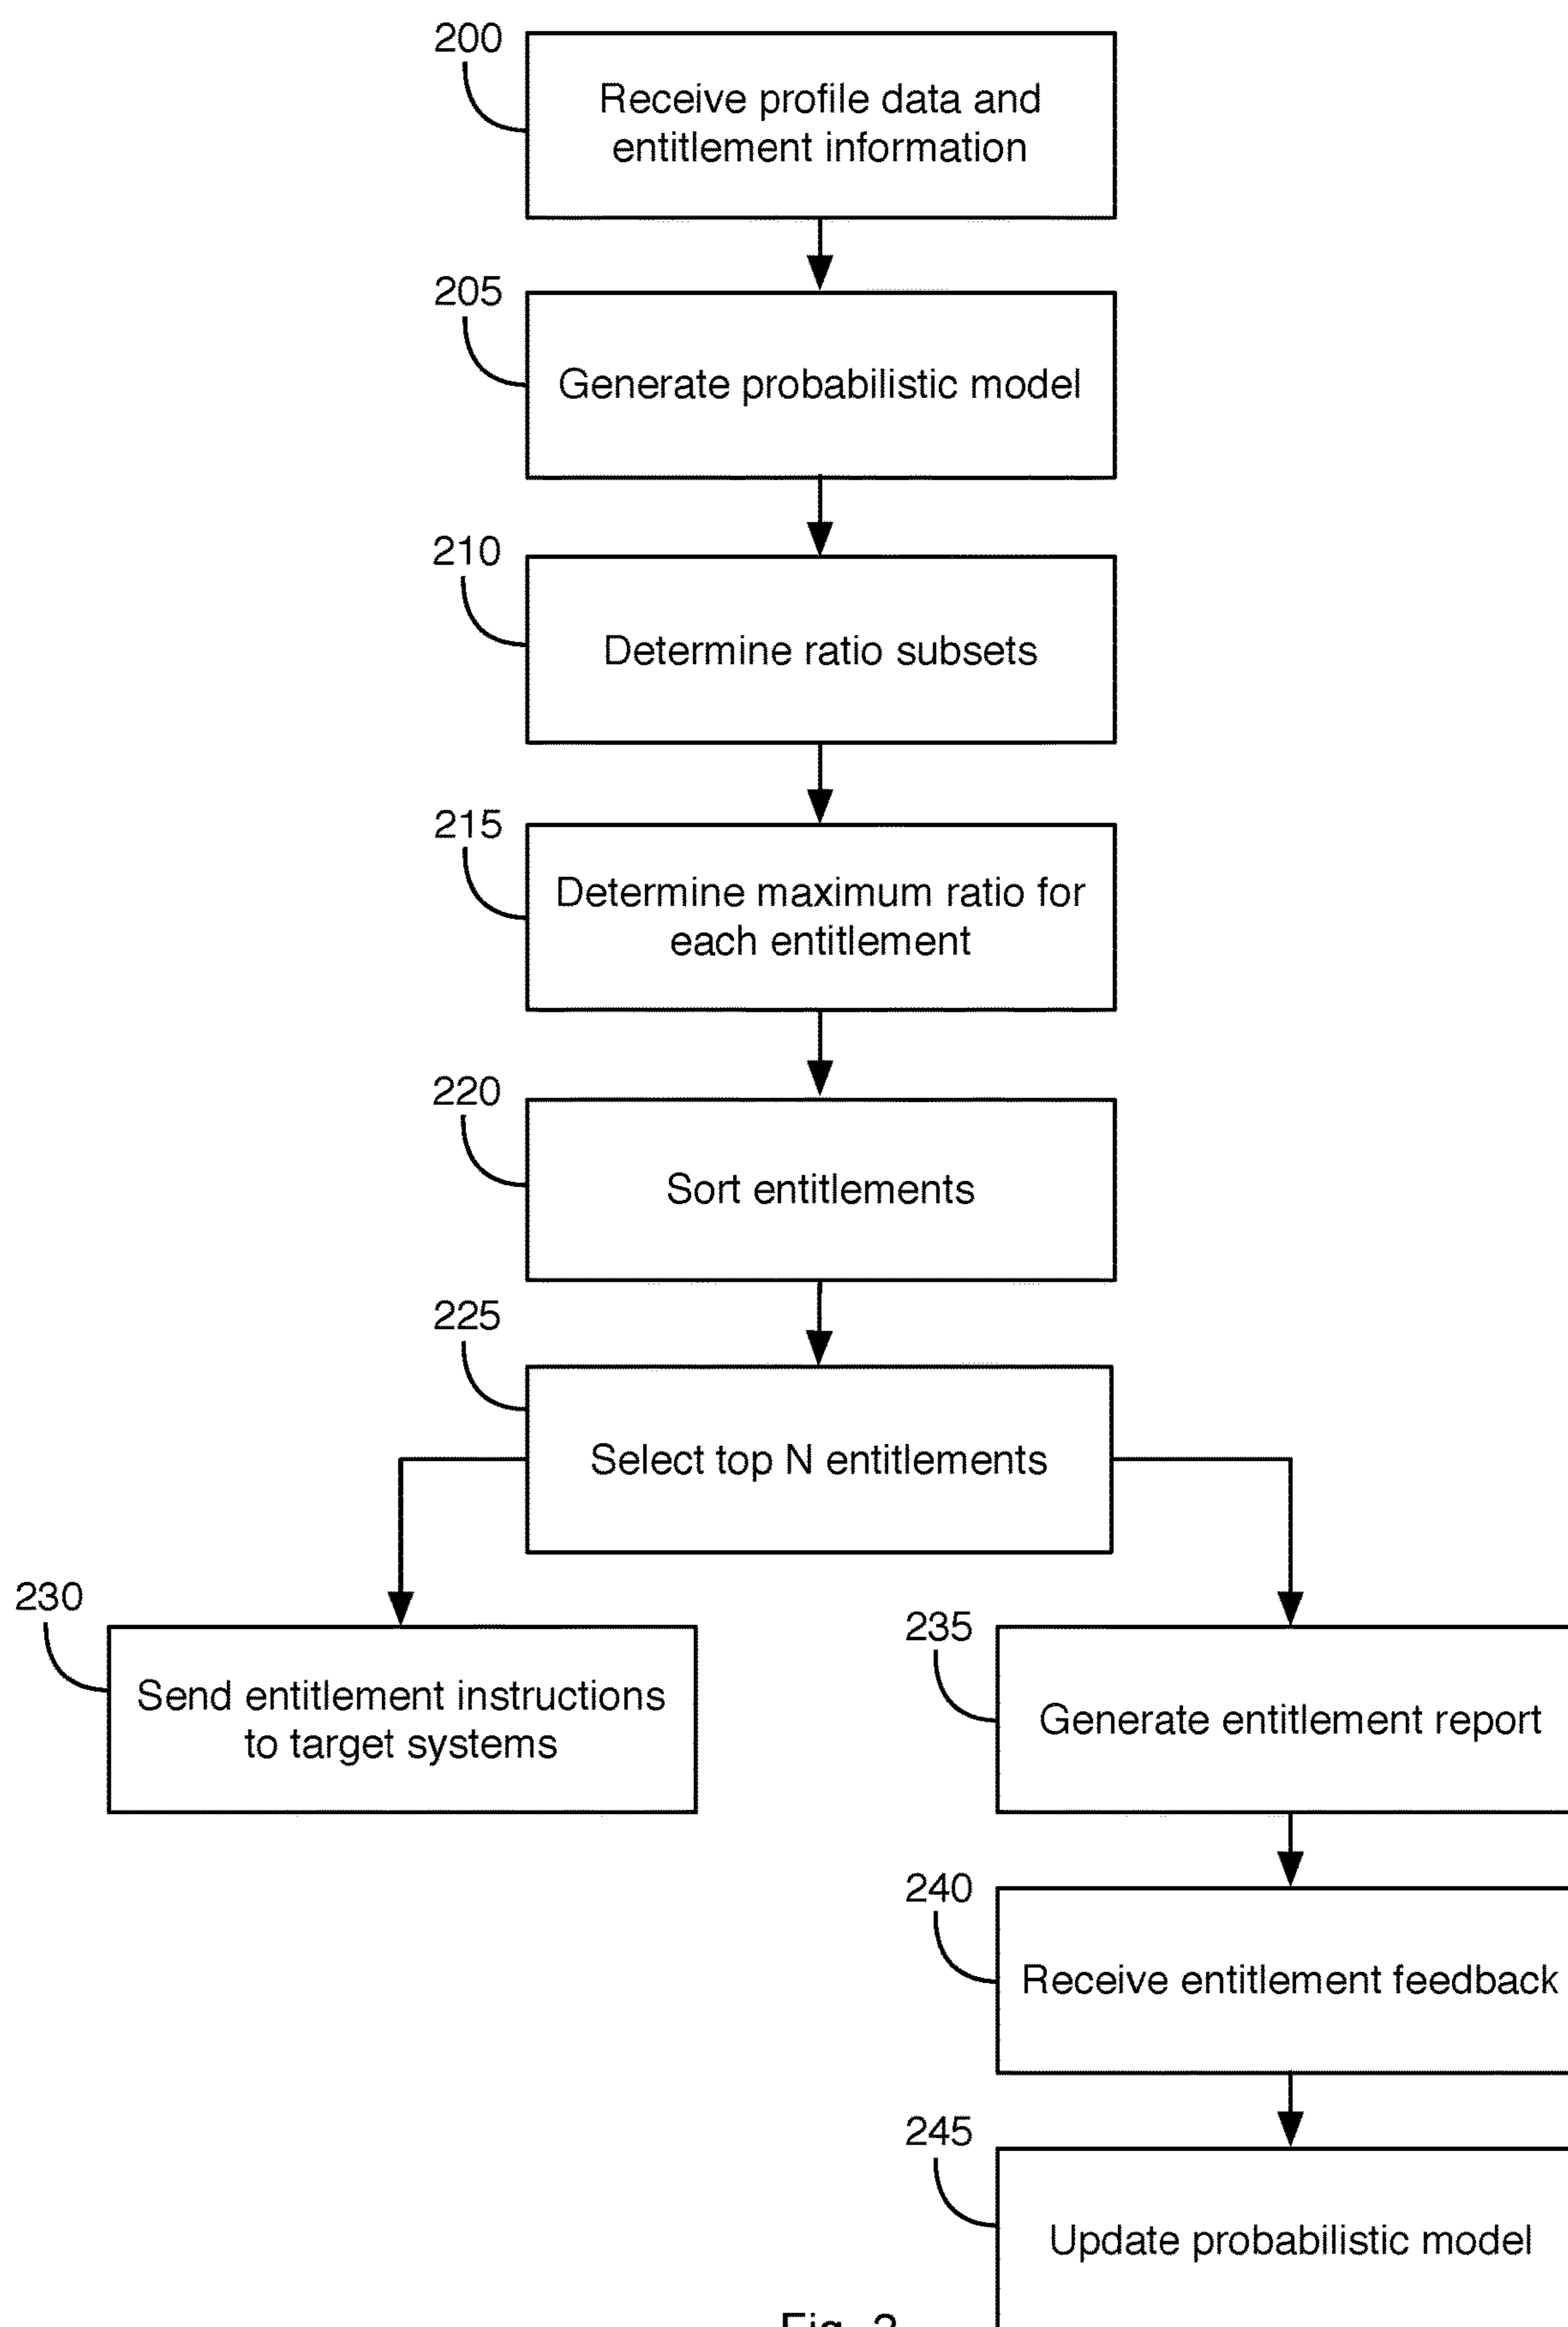 200
Receive profile data and
entitlement information
205
Generate probabilistic model
210
Determine ratio subsets
215
Determine maximum ratio for
each entitlement
220
Sort entitlements
225
Select top N entitlements
230
Send entitlement instructions
to target systems
235
Generate entitlement report
240
Receive entitlement feedback
245
Update probabilistic model
Fig.